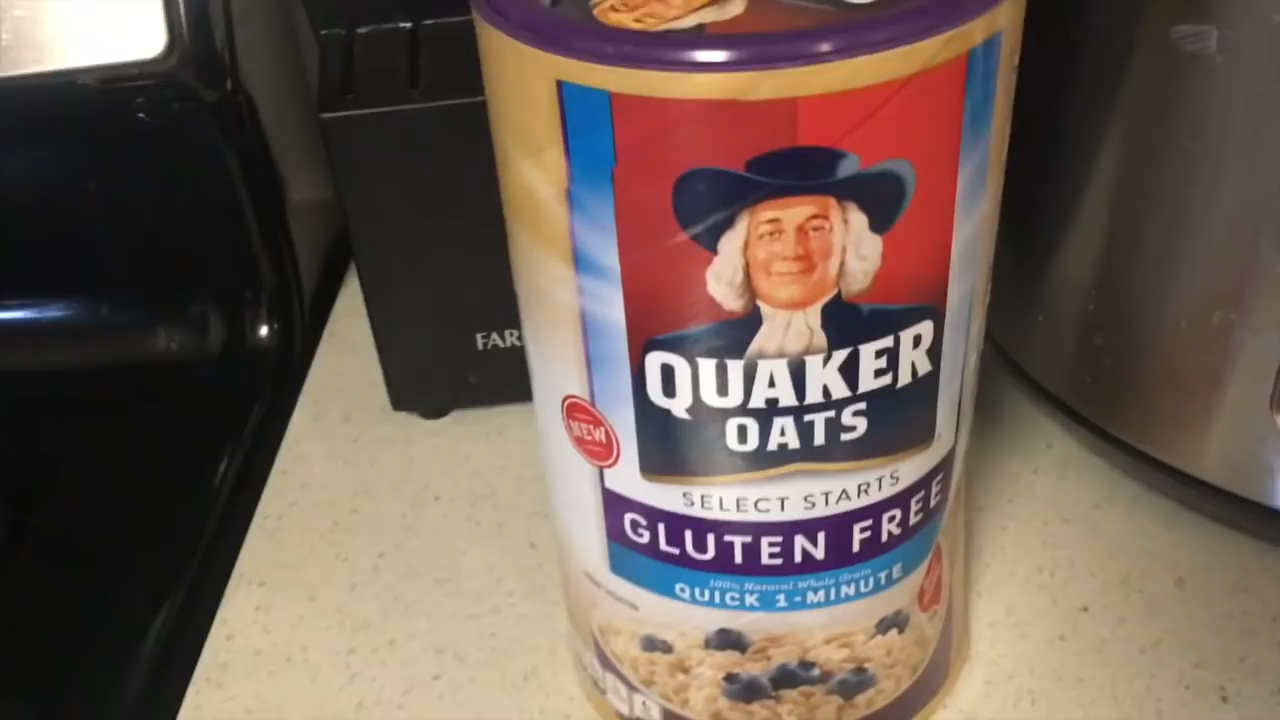 FAR
QUAKER
OATS
NEW
SELECT STARTS
GLUTEN FREE
100% Natural Whole Grain
QUICK 1-MINUTE